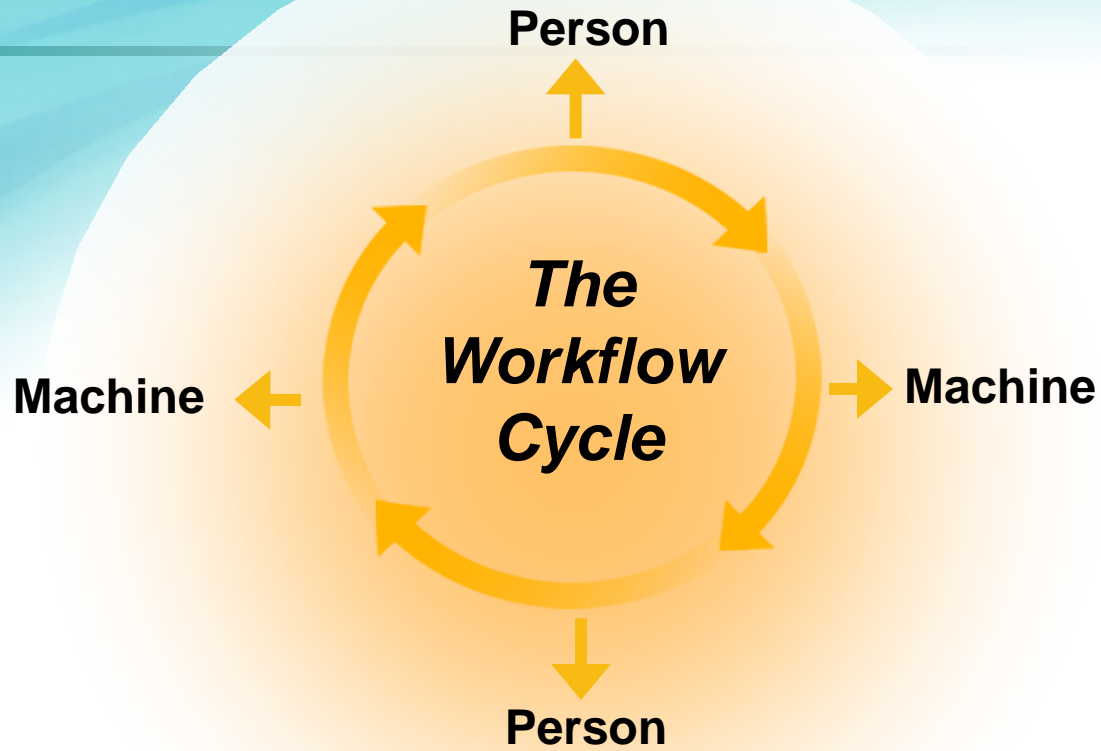 Person
The
Workflow
Cycle
Machine
Machine
Person